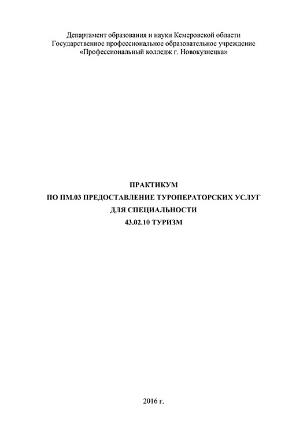 Департамент образования и науки Кемеровской области
Государственное профессиональное образовательное учреждение
«Профессиональный колледж г. Новокузнецка»
ПРАКТИКУМ
ПО ПМ.03 ПРЕДОСТАВЛЕНИЕ ТУРОПЕРАТОРСКИХ УСЛУГ
ДЛЯ СПЕЦИАЛЬНОСТИ
43.02.10 ТУРИЗМ
2016 г.